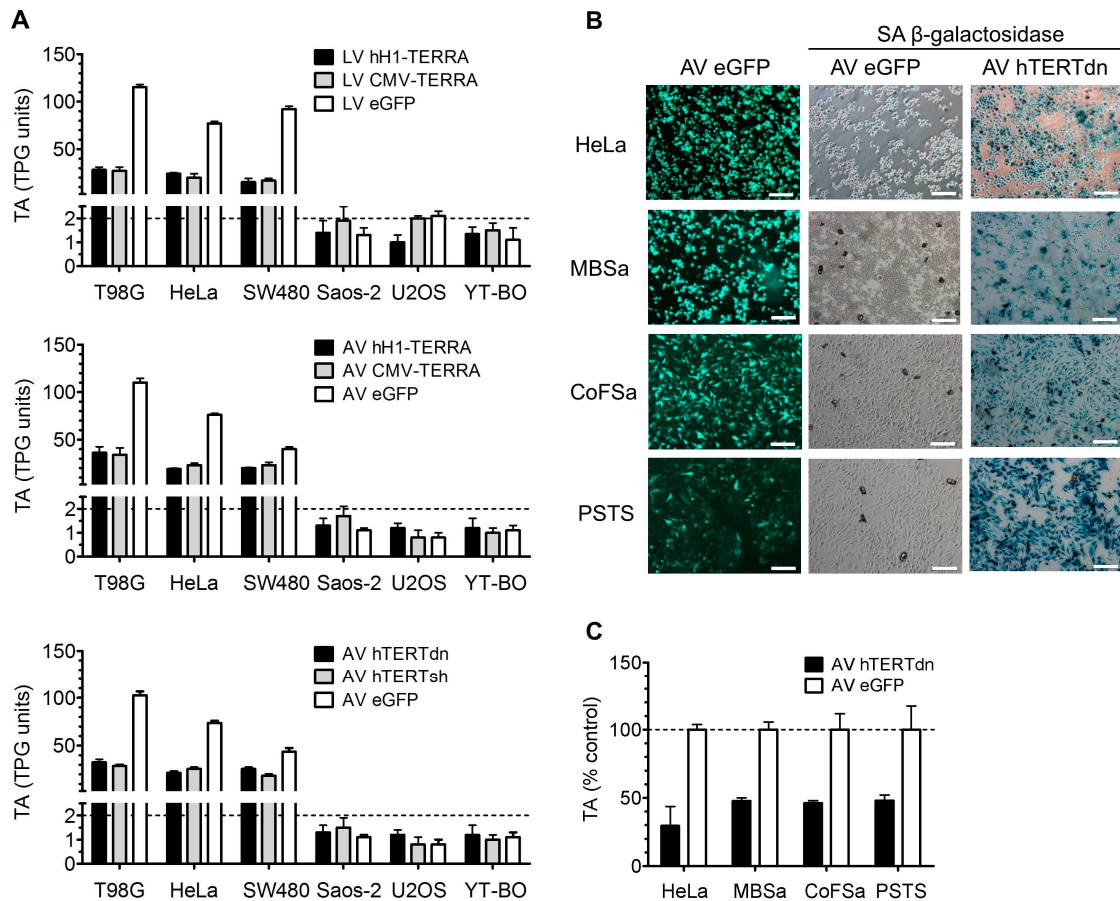 A
TA (TPG units)
150
100
50
2
1
0
LV hH1-TERRA
LV CMV-TERRA
LV eGFP
T98G HeLa SW480 Saos-2 U2OS YT-BO
TA (TPG units)
150
100
50
2
1
0
AV hH1-TERRA
AV CMV-TERRA
AV eGFP
T98G HeLa SW480 Saos-2 U2OS YT-BO
TA (TPG units)
150
100
50
2
1
0
AV hTERTdn
AV hTERTsh
AV eGFP
T98G HeLa SW480 Saos-2 U2OS YT-BO
B
SA β-galactosidase
AV eGFP AV eGFP AV hTERTdn
HeLa
MBSa
CoFSa
PSTS
C
TA (% control)
150
100
50
0
AV hTERTdn
AV eGFP
HeLa MBSa CoFSa PSTS